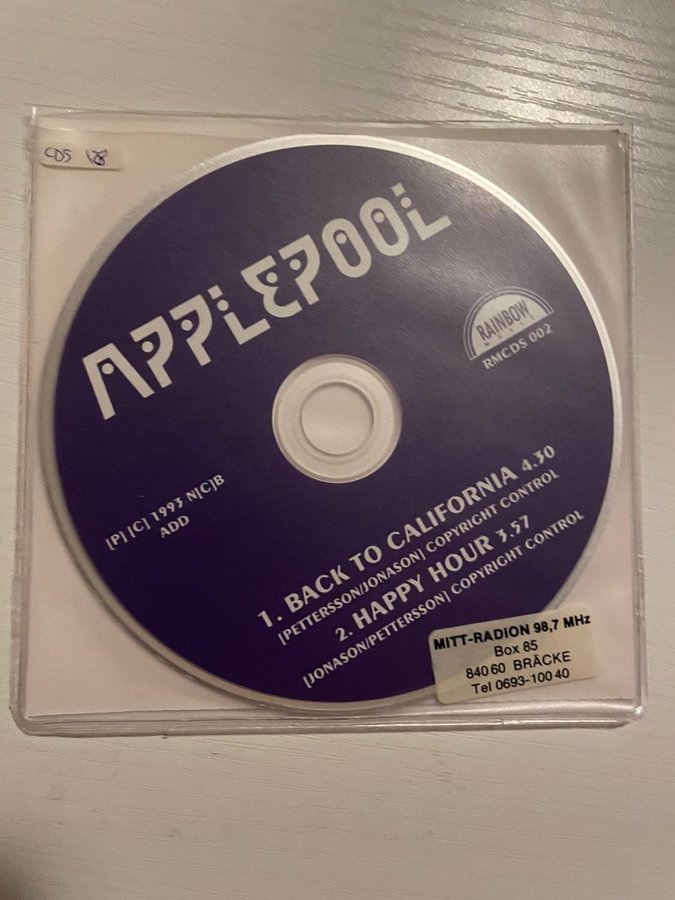 CDS 128
APPLEPOOL
RAINBOW
MUSIC
RMCDS 002
[P] [C] 1993 N[C]B
ADD
1. BACK TO CALIFORNIA 4.30
[PETTERSSON/JONASON] COPYRIGHT CONTROL
2. HAPPY HOUR 3.57
[JONASON/PETTERSSON] COPYRIGHT CONTROL
MITT-RADION 98,7 MHz
Box 85
840 60 BRÄCKE
Tel 0693-100 40